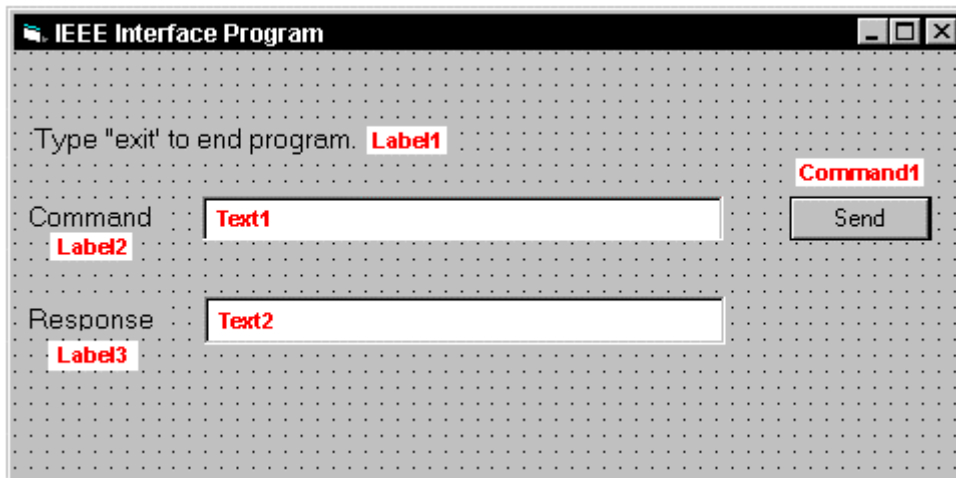 IEEE Interface Program
Type "exit' to end program. Label1
Command1
Command Text1 Send
Label2
Response Text2
Label3